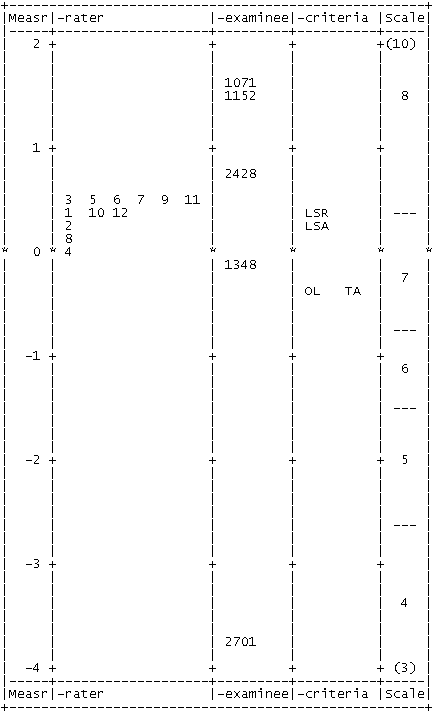 Measr -rater -examinee -criteria Scale
2 (10)
1071
1152 8
1
2428
3 5 6 7 9 11
1 10 12 LSR ---
2 LSA
8
* 0 4 * * *
1348
7
OL TA
---
-1
6
---
-2 5
---
-3
4
2701
-4 (3)
Measr -rater -examinee -criteria Scale